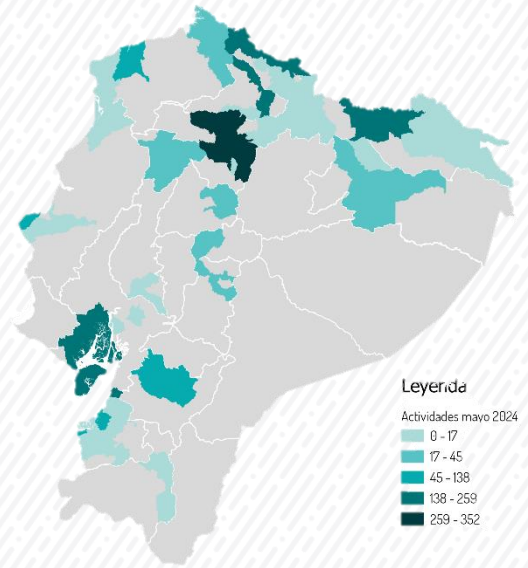 Leyenda
Actividades mayo 2024
0 - 17
17 - 45
45 - 138
138 - 259
259 - 352